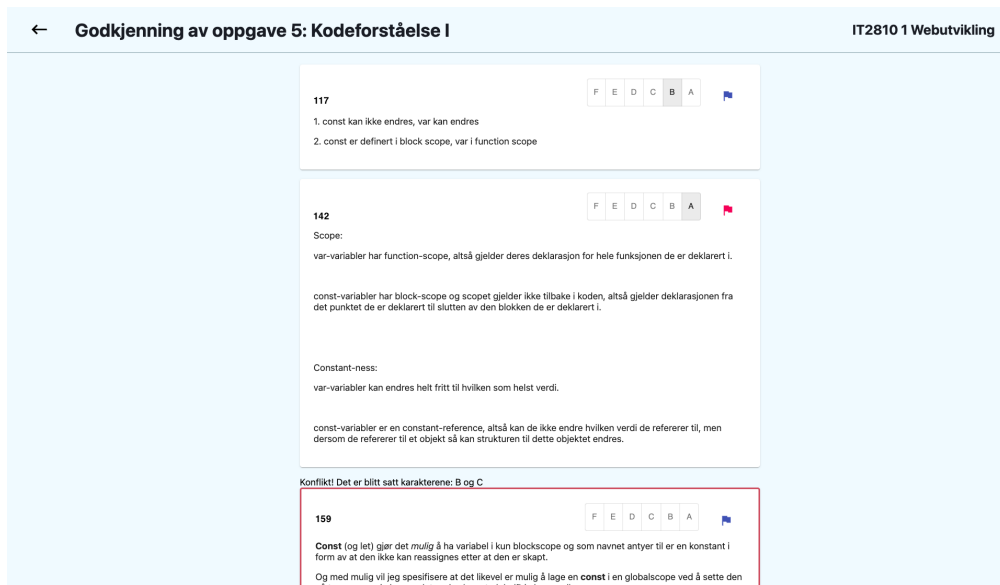 ← Godkjenning av oppgave 5: Kodeforståelse I
IT2810 1 Webutvikling
F E D C B A
117
1. const kan ikke endres, var kan endres
2. const er definert i block scope, var i function scope
F E D C B A
142
Scope:
var-variabler har function-scope, altså gjelder deres deklarasjon for hele funksjonen de er deklarert i.
const-variabler har block-scope og scopet gjelder ikke tilbake i koden, altså gjelder deklarasjonen fra
det punktet de er deklarert til slutten av den blokken de er deklarert i.
Constant-ness:
var-variabler kan endres helt fritt til hvilken som helst verdi.
const-variabler er en constant-reference, altså kan de ikke endre hvilken verdi de refererer til, men
dersom de refererer til et objekt så kan strukturen til dette objektet endres.
Konflikt! Det er blitt satt karakterene: B og C
F E D C B A
159
Const (og let) gjør det mulig å ha variabel i kun blockscope og som navnet antyer til er en konstant i
form av at den ikke kan reassignes etter at den er skapt.
Og med mulig vil jeg spesifisere at det likevel er mulig å lage en const i en globalscope ved å sette den